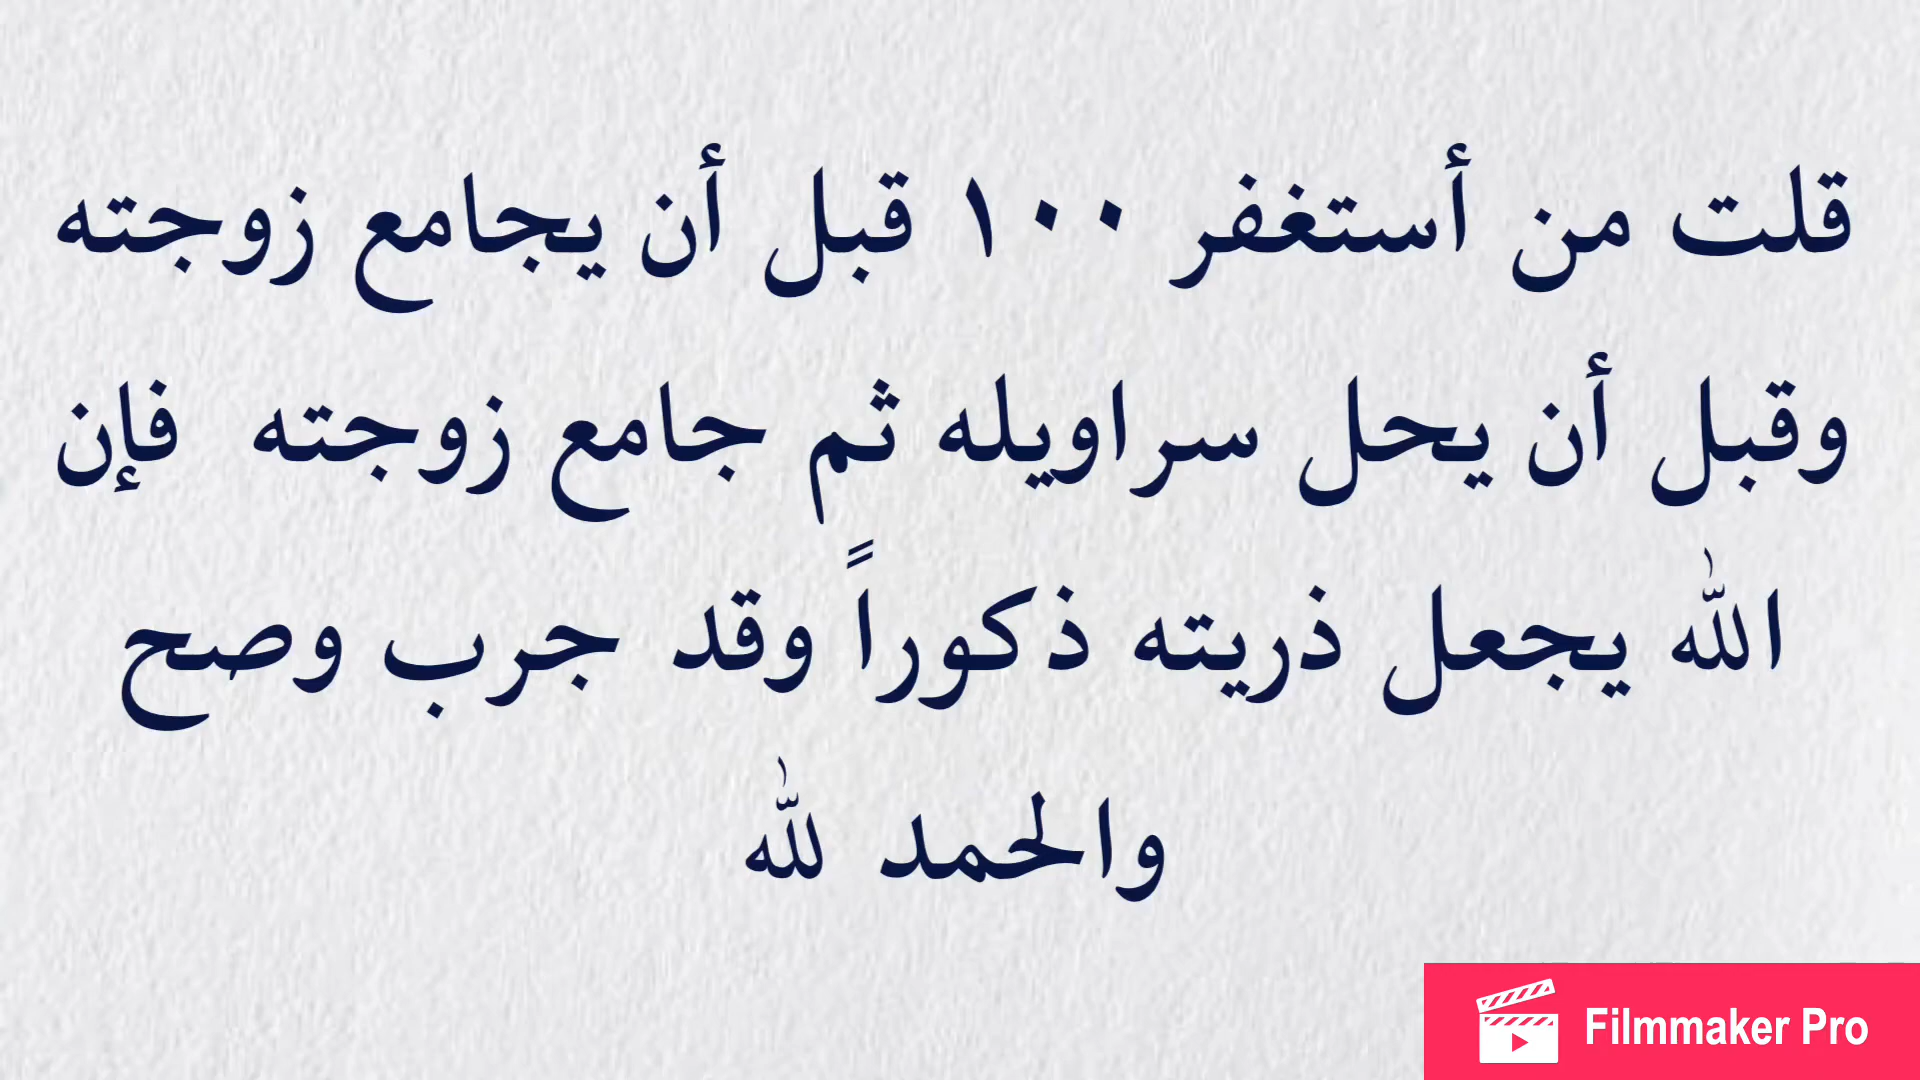 قلت من أستغفر ١٠٠ قبل أن يجامع زوجته
وقبل أن يحل سراويله ثم جامع زوجته فإن
الله يجعل ذريته ذكوراً وقد جرب وصح
والحمد لله
Filmmaker Pro